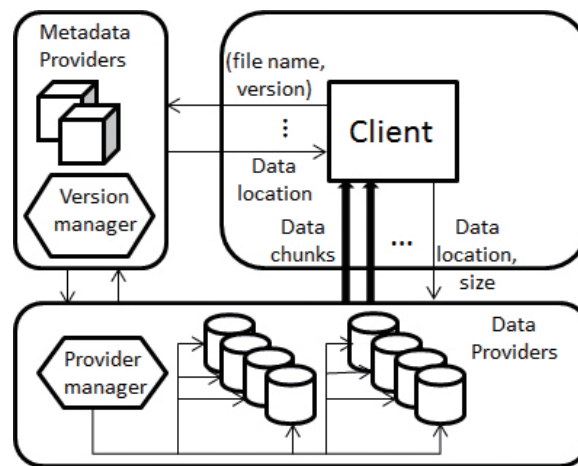 Metadata
Providers
Version
manager
(file name,
version)
...
Client
Data
location
Data
chunks
...
Data
location,
size
Provider
manager
Data
Providers